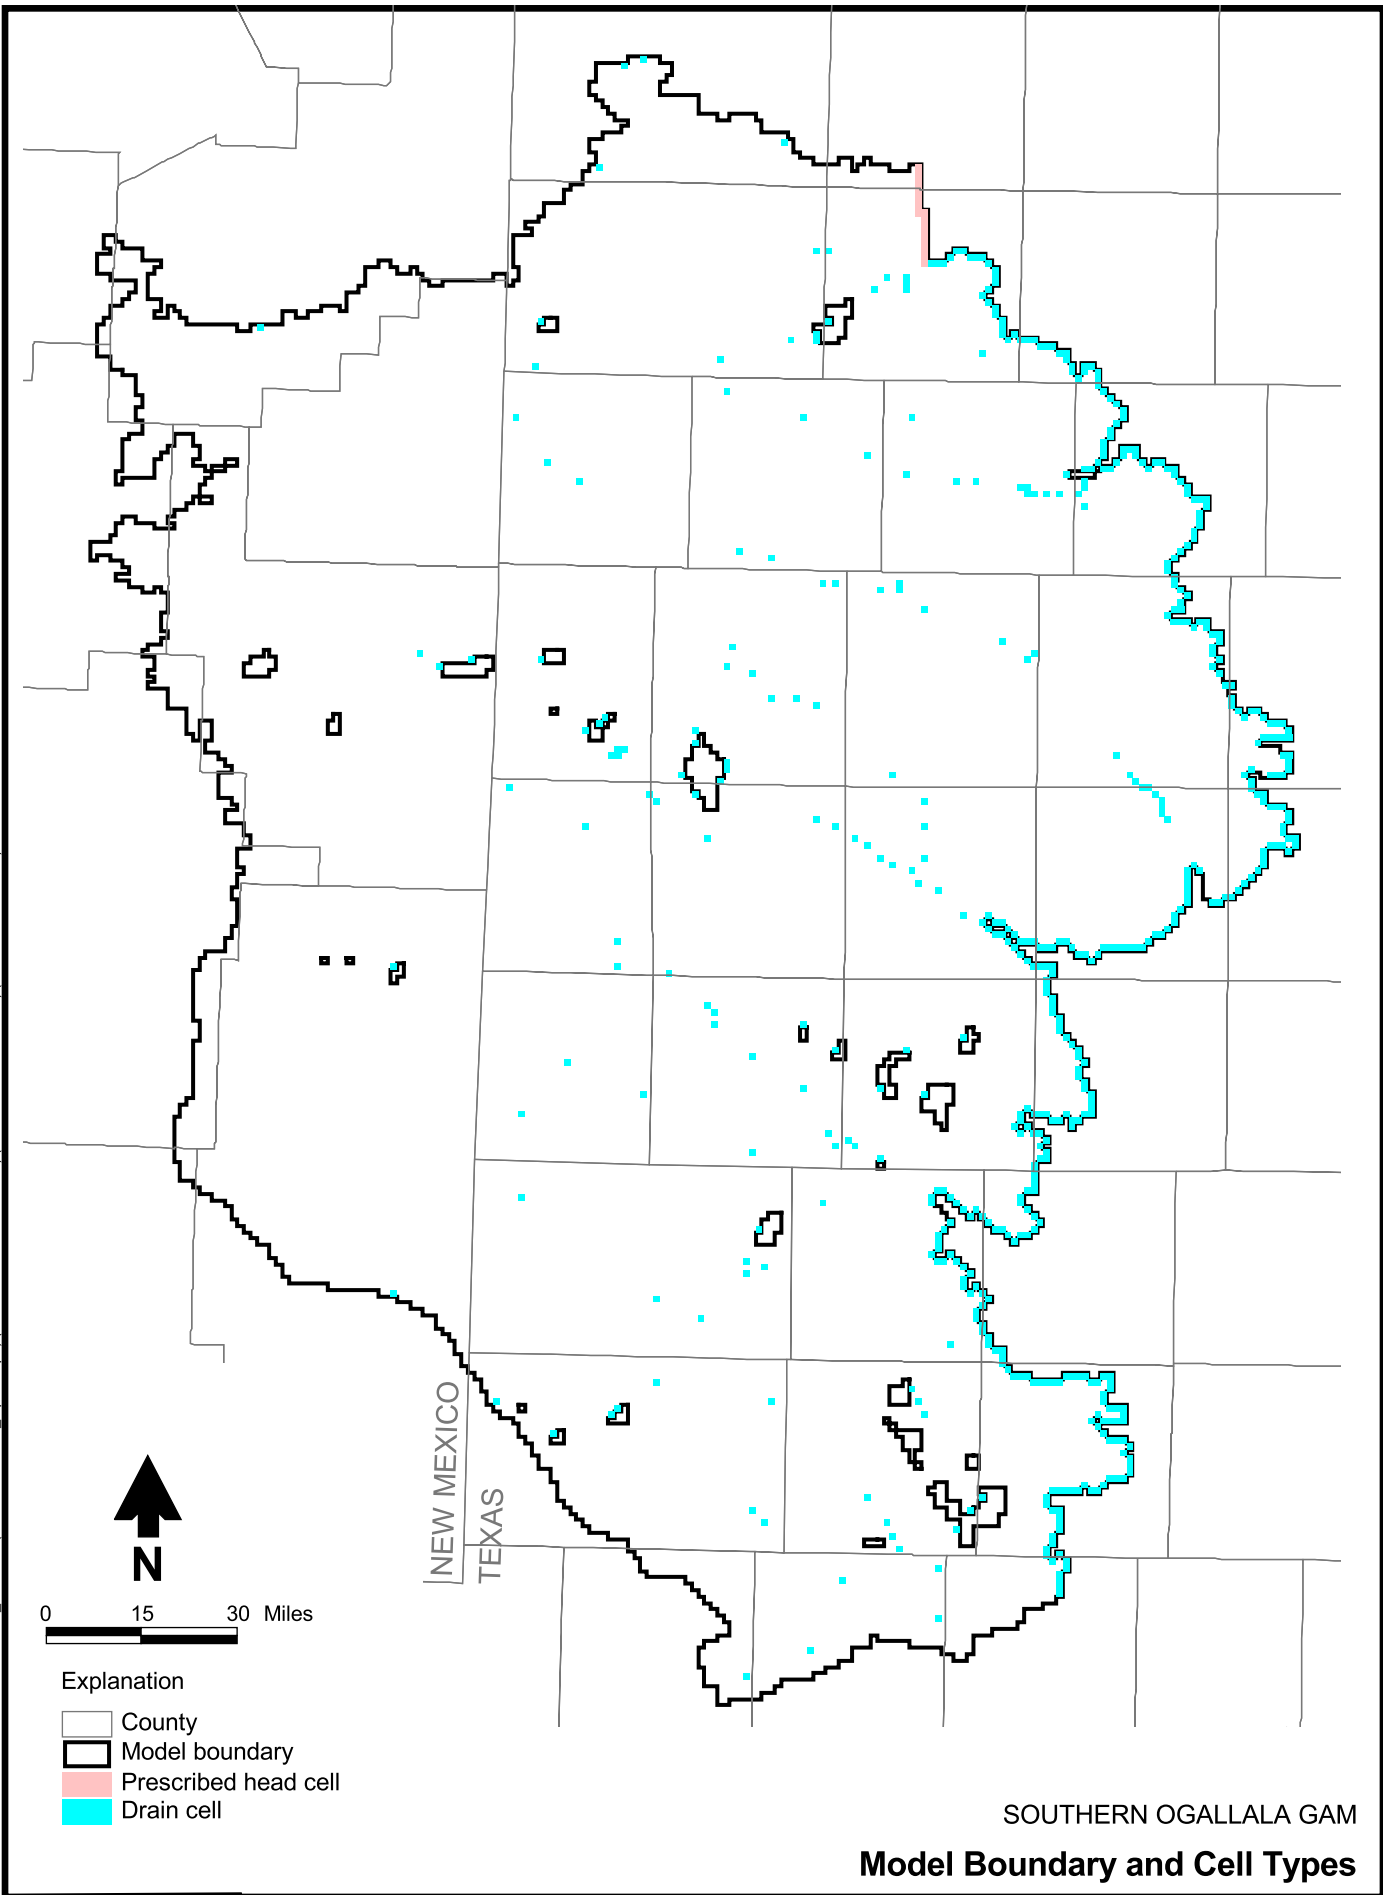 NEW MEXICO
TEXAS
N
0 15 30 Miles
Explanation
County
Model boundary
Prescribed head cell
Drain cell
SOUTHERN OGALLALA GAM
Model Boundary and Cell Types